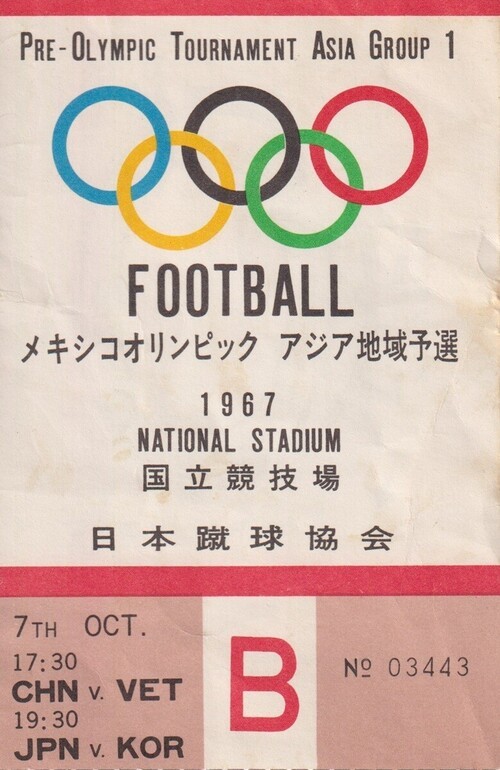 PRE-OLYMPIC TOURNAMENT ASIA GROUP 1
FOOTBALL
メキシコオリンピック アジア地域予選
1967
NATIONAL STADIUM
国立競技場
日本蹴球協会
7TH OCT.
17:30
CHN v. VET
19:30
JPN v. KOR
B
№ 03443